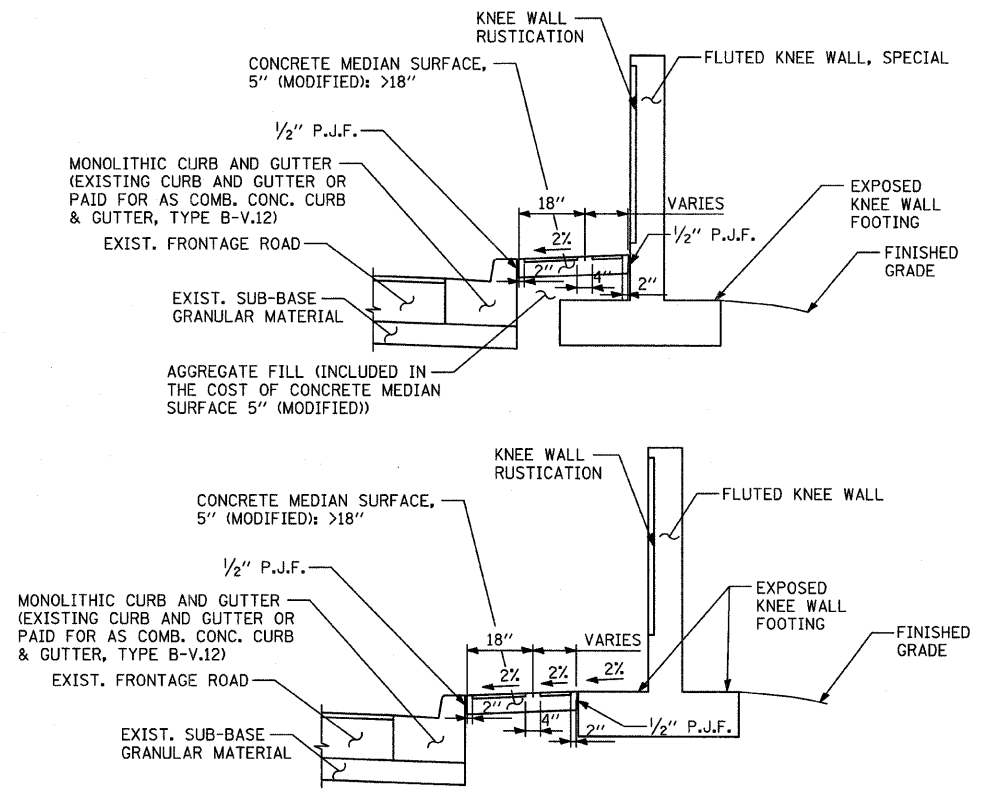 KNEE WALL
RUSTICATION
CONCRETE MEDIAN SURFACE,
5" (MODIFIED): >18"
FLUTED KNEE WALL, SPECIAL
1/2" P.J.F.
MONOLITHIC CURB AND GUTTER
(EXISTING CURB AND GUTTER OR
PAID FOR AS COMB. CONC. CURB
& GUTTER, TYPE B-V.12)
EXIST. FRONTAGE ROAD
EXIST. SUB-BASE
GRANULAR MATERIAL
18"
VARIES
2%
1/2" P.J.F.
2"
4"
2"
EXPOSED
KNEE WALL
FOOTING
FINISHED
GRADE
AGGREGATE FILL (INCLUDED IN
THE COST OF CONCRETE MEDIAN
SURFACE 5" (MODIFIED))
KNEE WALL
RUSTICATION
CONCRETE MEDIAN SURFACE,
5" (MODIFIED): >18"
FLUTED KNEE WALL
1/2" P.J.F.
MONOLITHIC CURB AND GUTTER
(EXISTING CURB AND GUTTER OR
PAID FOR AS COMB. CONC. CURB
& GUTTER, TYPE B-V.12)
EXIST. FRONTAGE ROAD
EXIST. SUB-BASE
GRANULAR MATERIAL
18"
VARIES
2% 2% 2%
2"
4"
2"
1/2" P.J.F.
EXPOSED
KNEE WALL
FOOTING
FINISHED
GRADE